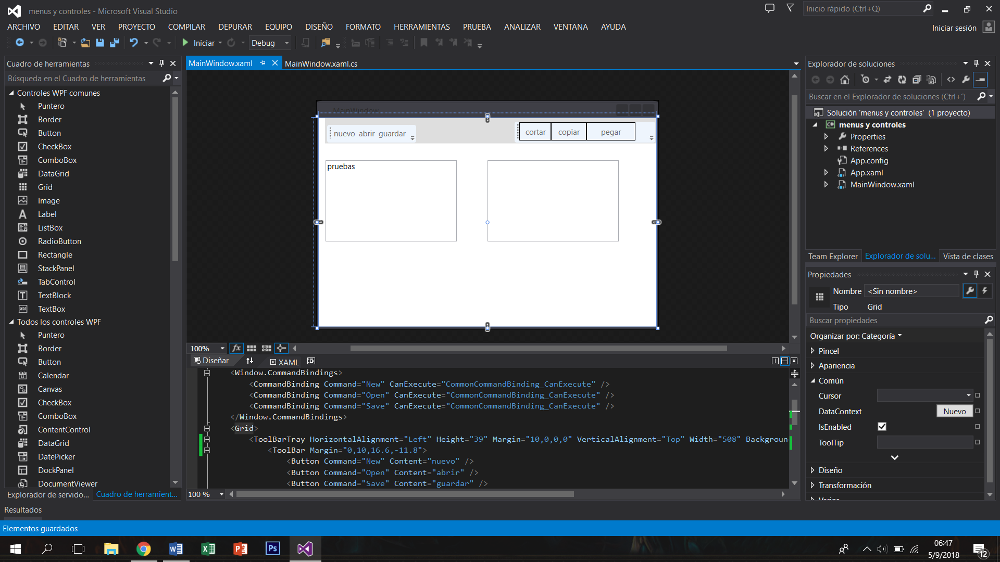 menus y controles - Microsoft Visual Studio
Inicio rápido (Ctrl+Q)
ARCHIVO EDITAR VER PROYECTO COMPILAR DEPURAR EQUIPO DISEÑO FORMATO HERRAMIENTAS PRUEBA ANALIZAR VENTANA AYUDA
Iniciar sesión
Iniciar
Debug
Cuadro de herramientas
Búsqueda en el Cuadro de herramientas
Controles WPF comunes
Puntero
Border
Button
CheckBox
ComboBox
DataGrid
Grid
Image
Label
ListBox
RadioButton
Rectangle
StackPanel
TabControl
TextBlock
TextBox
Todos los controles WPF
Puntero
Border
Button
Calendar
Canvas
CheckBox
ComboBox
ContentControl
DataGrid
DatePicker
DockPanel
DocumentViewer
Explorador de servido...
Cuadro de herramient...
MainWindow.xaml
MainWindow.xaml.cs
MainWindow
nuevo abrir guardar
cortar copiar pegar
pruebas
100%
fx
Diseñar
XAML
<Window.CommandBindings>
<CommandBinding Command="New" CanExecute="CommonCommandBinding_CanExecute" />
<CommandBinding Command="Open" CanExecute="CommonCommandBinding_CanExecute" />
<CommandBinding Command="Save" CanExecute="CommonCommandBinding_CanExecute" />
</Window.CommandBindings>
<Grid>
<ToolBarTray HorizontalAlignment="Left" Height="39" Margin="10,0,0,0" VerticalAlignment="Top" Width="508" Backgroun
<ToolBar Margin="0,10,16.6,-11.8">
<Button Command="New" Content="nuevo" />
<Button Command="Open" Content="abrir" />
<Button Command="Save" Content="guardar" />
100 %
Explorador de soluciones
Buscar en el Explorador de soluciones (Ctrl+´)
Solución 'menus y controles' (1 proyecto)
C# menus y controles
Properties
References
App.config
App.xaml
MainWindow.xaml
Team Explorer
Explorador de solu...
Vista de clases
Propiedades
Nombre <Sin nombre>
Tipo Grid
Buscar propiedades
Organizar por: Categoría
Pincel
Apariencia
Común
Cursor
DataContext Nuevo
IsEnabled
ToolTip
Diseño
Transformación
Varios
Resultados
Elementos guardados
Ps
06:47
5/9/2018
12